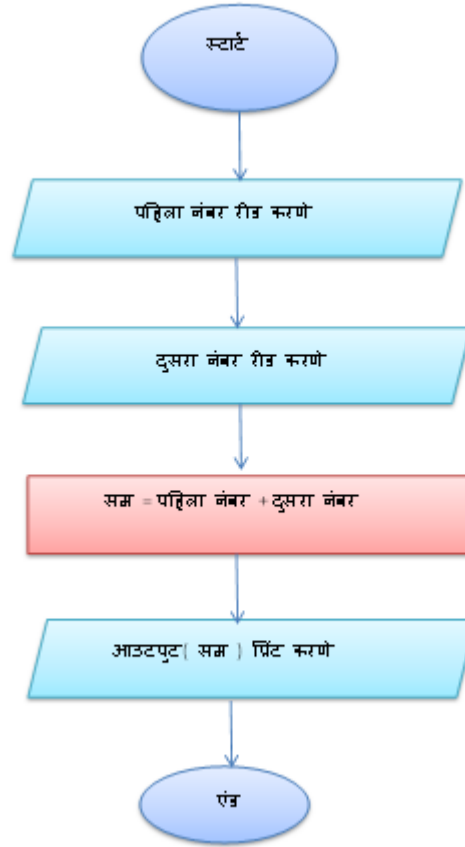 स्टार्ट
पहिला नंबर रीड करणे
दुसरा नंबर रीड करणे
सम = पहिला नंबर + दुसरा नंबर
आउटपुट( सम ) प्रिंट करणे
एंड